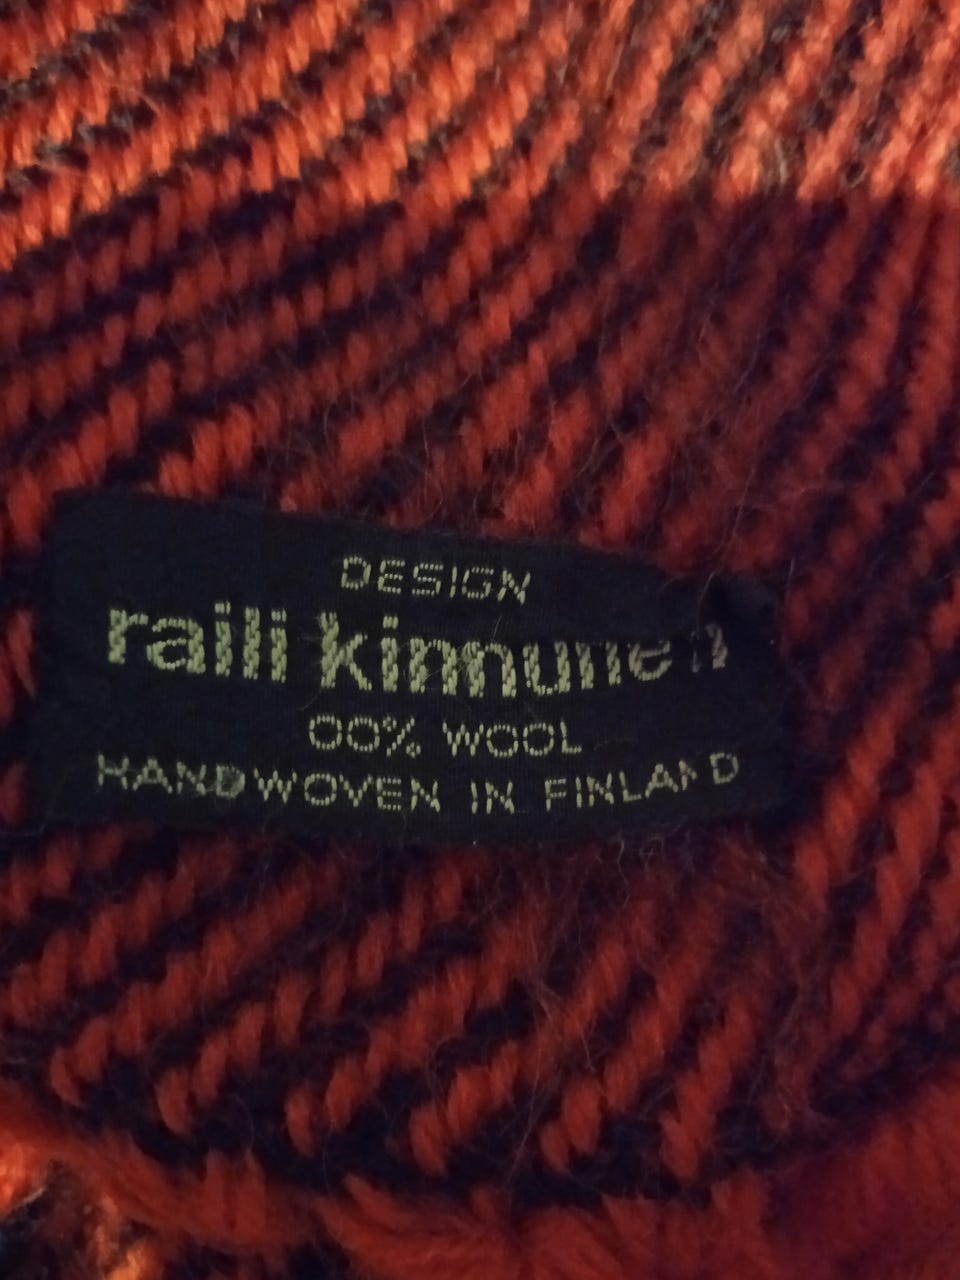 DESIGN
raili kinnunen
00% WOOL
HANDWOVEN IN FINLAND